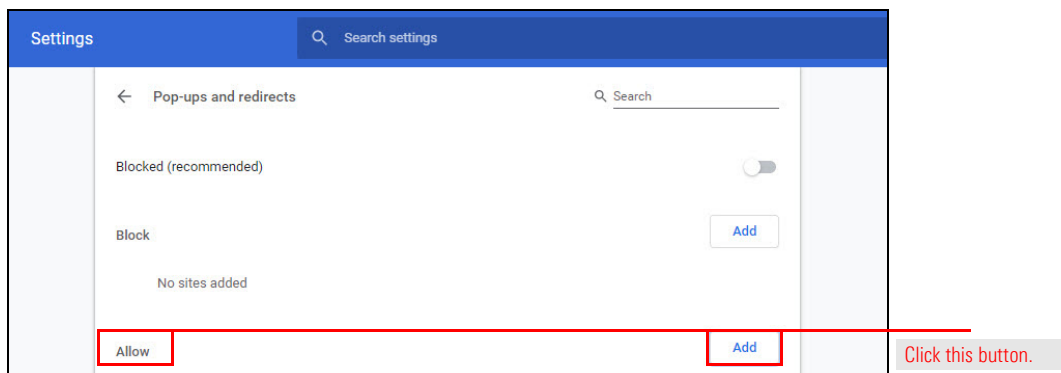 Settings
Search settings
Pop-ups and redirects
Search
Blocked (recommended)
Block
Add
No sites added
Allow
Add
Click this button.